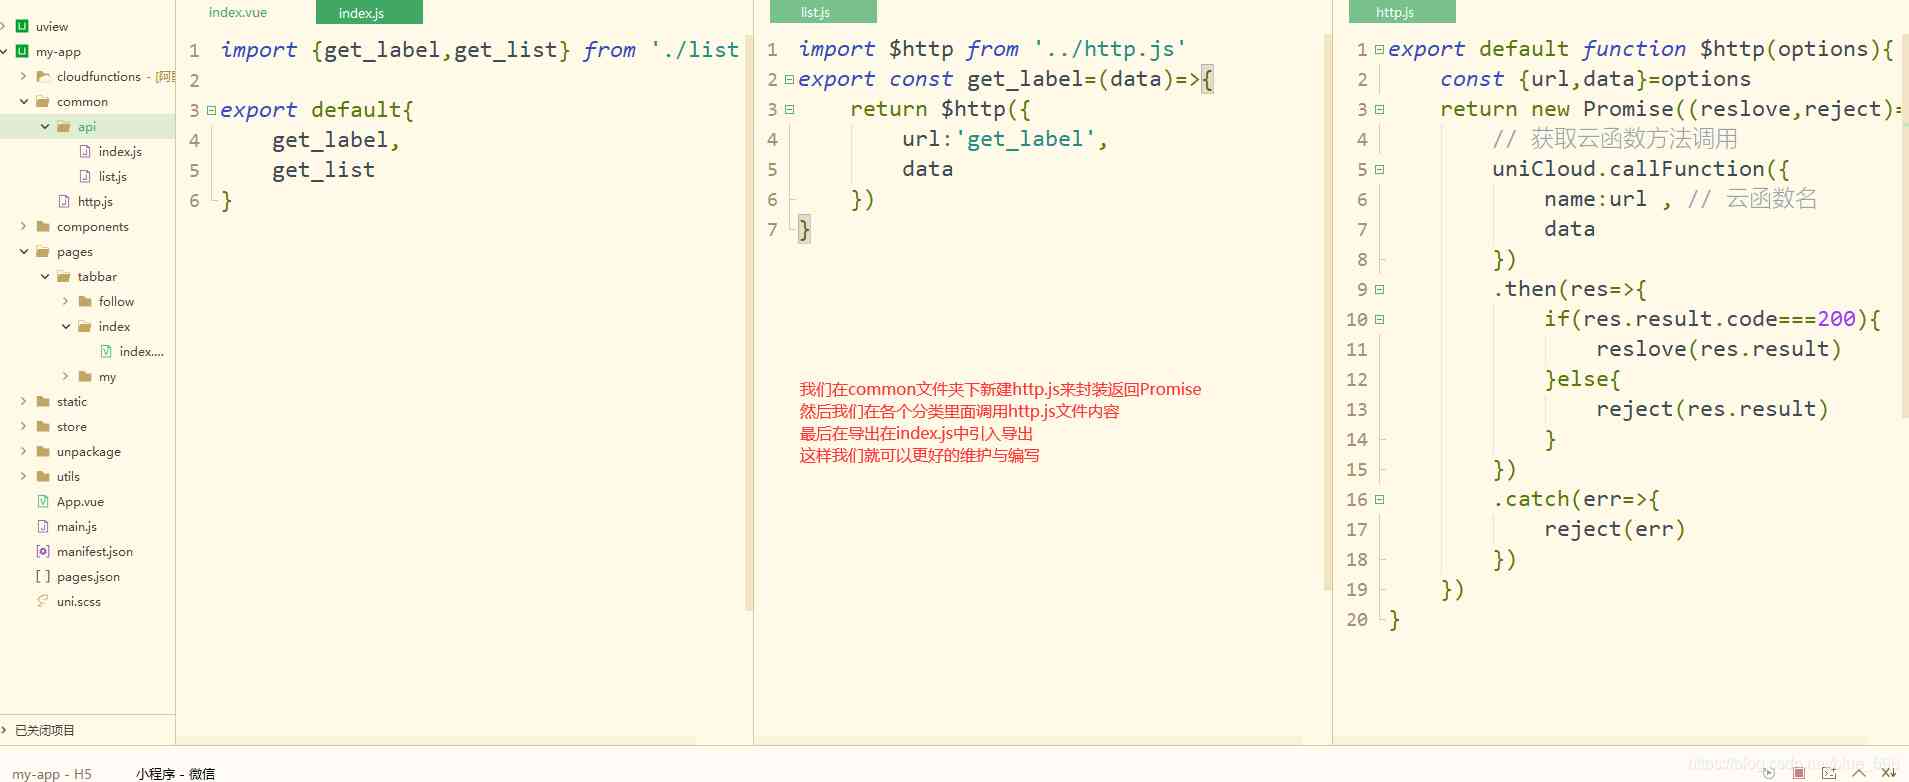 uview
my-app
cloudfunctions - [阿
common
api
index.js
list.js
http.js
components
pages
tabbar
follow
index
index....
my
static
store
unpackage
utils
App.vue
main.js
manifest.json
pages.json
uni.scss
已关闭项目
index.vue
index.js
1 import {get_label,get_list} from './list
2
3 export default{
4 get_label,
5 get_list
6 }
list.js
1 import $http from '../http.js'
2 export const get_label=(data)=>{
3 return $http({
4 url:'get_label',
5 data
6 })
7 }
我们在common文件夹下新建http.js来封装返回Promise
然后我们在各个分类里面调用http.js文件内容
最后在导出在index.js中引入导出
这样我们就可以更好的维护与编写
http.js
1 export default function $http(options){
2 const {url,data}=options
3 return new Promise((reslove,reject)=
4 // 获取云函数方法调用
5 uniCloud.callFunction({
6 name:url , // 云函数名
7 data
8 })
9 .then(res=>{
10 if(res.result.code===200){
11 reslove(res.result)
12 }else{
13 reject(res.result)
14 }
15 })
16 .catch(err=>{
17 reject(err)
18 })
19 })
20 }
my-app - H5
小程序 - 微信